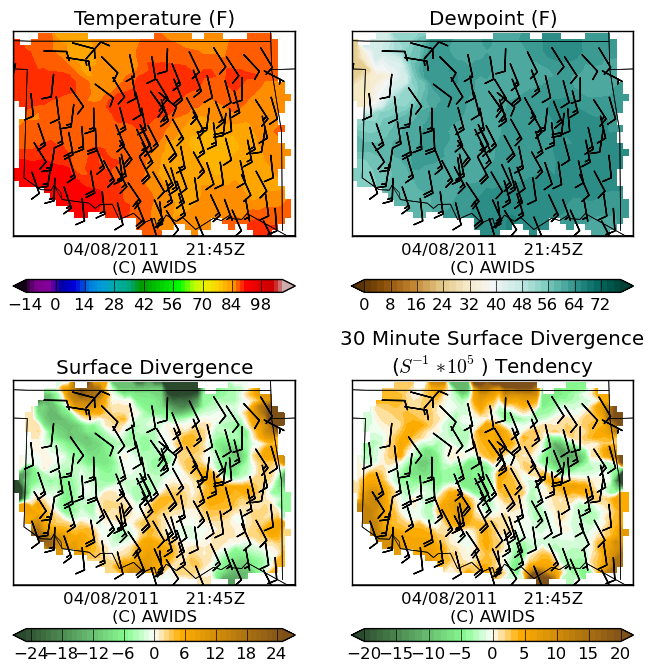 Temperature (F)
Dewpoint (F)
04/08/2011 21:45Z
(C) AWIDS
04/08/2011 21:45Z
(C) AWIDS
−14 0 14 28 42 56 70 84 98
0 8 16 24 32 40 48 56 64 72
Surface Divergence
30 Minute Surface Divergence
(S⁻¹ *10⁵ ) Tendency
04/08/2011 21:45Z
(C) AWIDS
04/08/2011 21:45Z
(C) AWIDS
−24 −18 −12 −6 0 6 12 18 24
−20 −15 −10 −5 0 5 10 15 20